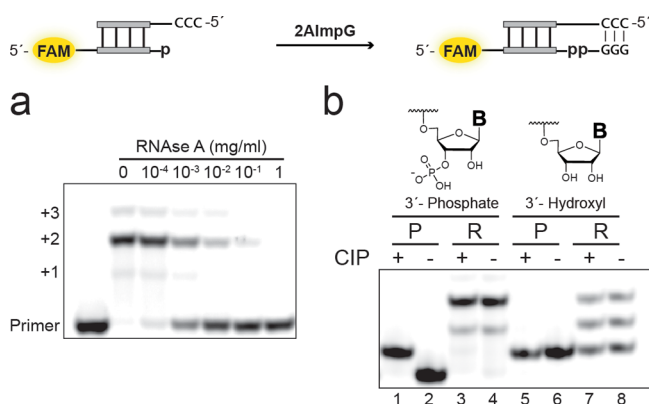 CCC-5´
5´- FAM p
2AImpG
CCC-5´
5´- FAM pp-GGG
a
RNAse A (mg/ml)
0 10-4 10-3 10-2 10-1 1
+3
+2
+1
Primer
b
B B
O O
O OH OH OH
O
-O P
OH
3´- Phosphate 3´- Hydroxyl
P R P R
CIP + - + - + - + -
1 2 3 4 5 6 7 8